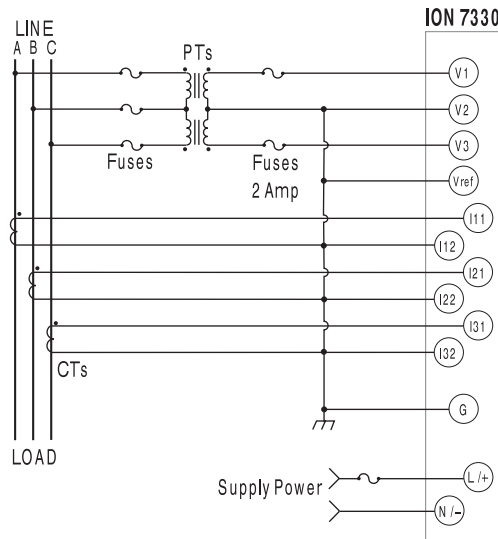 ION 7330
LINE
A B C
PTs
V1
V2
V3
Fuses
Fuses
2 Amp
Vref
I11
I12
I21
I22
I31
I32
CTs
G
LOAD
Supply Power
L/+
N/−